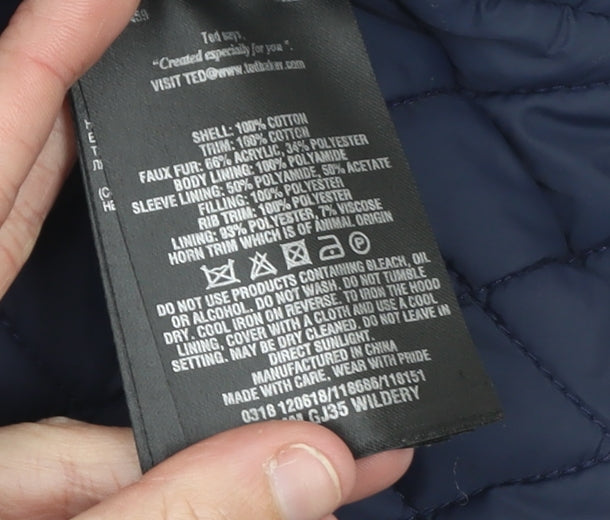 459
Ted says,
"Created especially for you".
VISIT TED@www.tedbaker.com
SHELL: 100% COTTON
TRIM: 100% COTTON
FAUX FUR: 66% ACRYLIC, 34% POLYESTER
BODY LINING: 100% POLYAMIDE
SLEEVE LINING: 50% POLYAMIDE, 50% ACETATE
FILLING: 100% POLYESTER
RIB TRIM: 100% POLYESTER
LINING: 93% POLYESTER, 7% VISCOSE
HORN TRIM WHICH IS OF ANIMAL ORIGIN
DO NOT USE PRODUCTS CONTAINING BLEACH, OIL
OR ALCOHOL. DO NOT WASH. DO NOT TUMBLE
DRY. COOL IRON ON REVERSE. TO IRON THE HOOD
LINING, COVER WITH A CLOTH AND USE A COOL
SETTING. MAY BE DRY CLEANED. DO NOT LEAVE IN
DIRECT SUNLIGHT.
MANUFACTURED IN CHINA
MADE WITH CARE, WEAR WITH PRIDE
0316 120618/118686/118151
GJ35 WILDERY